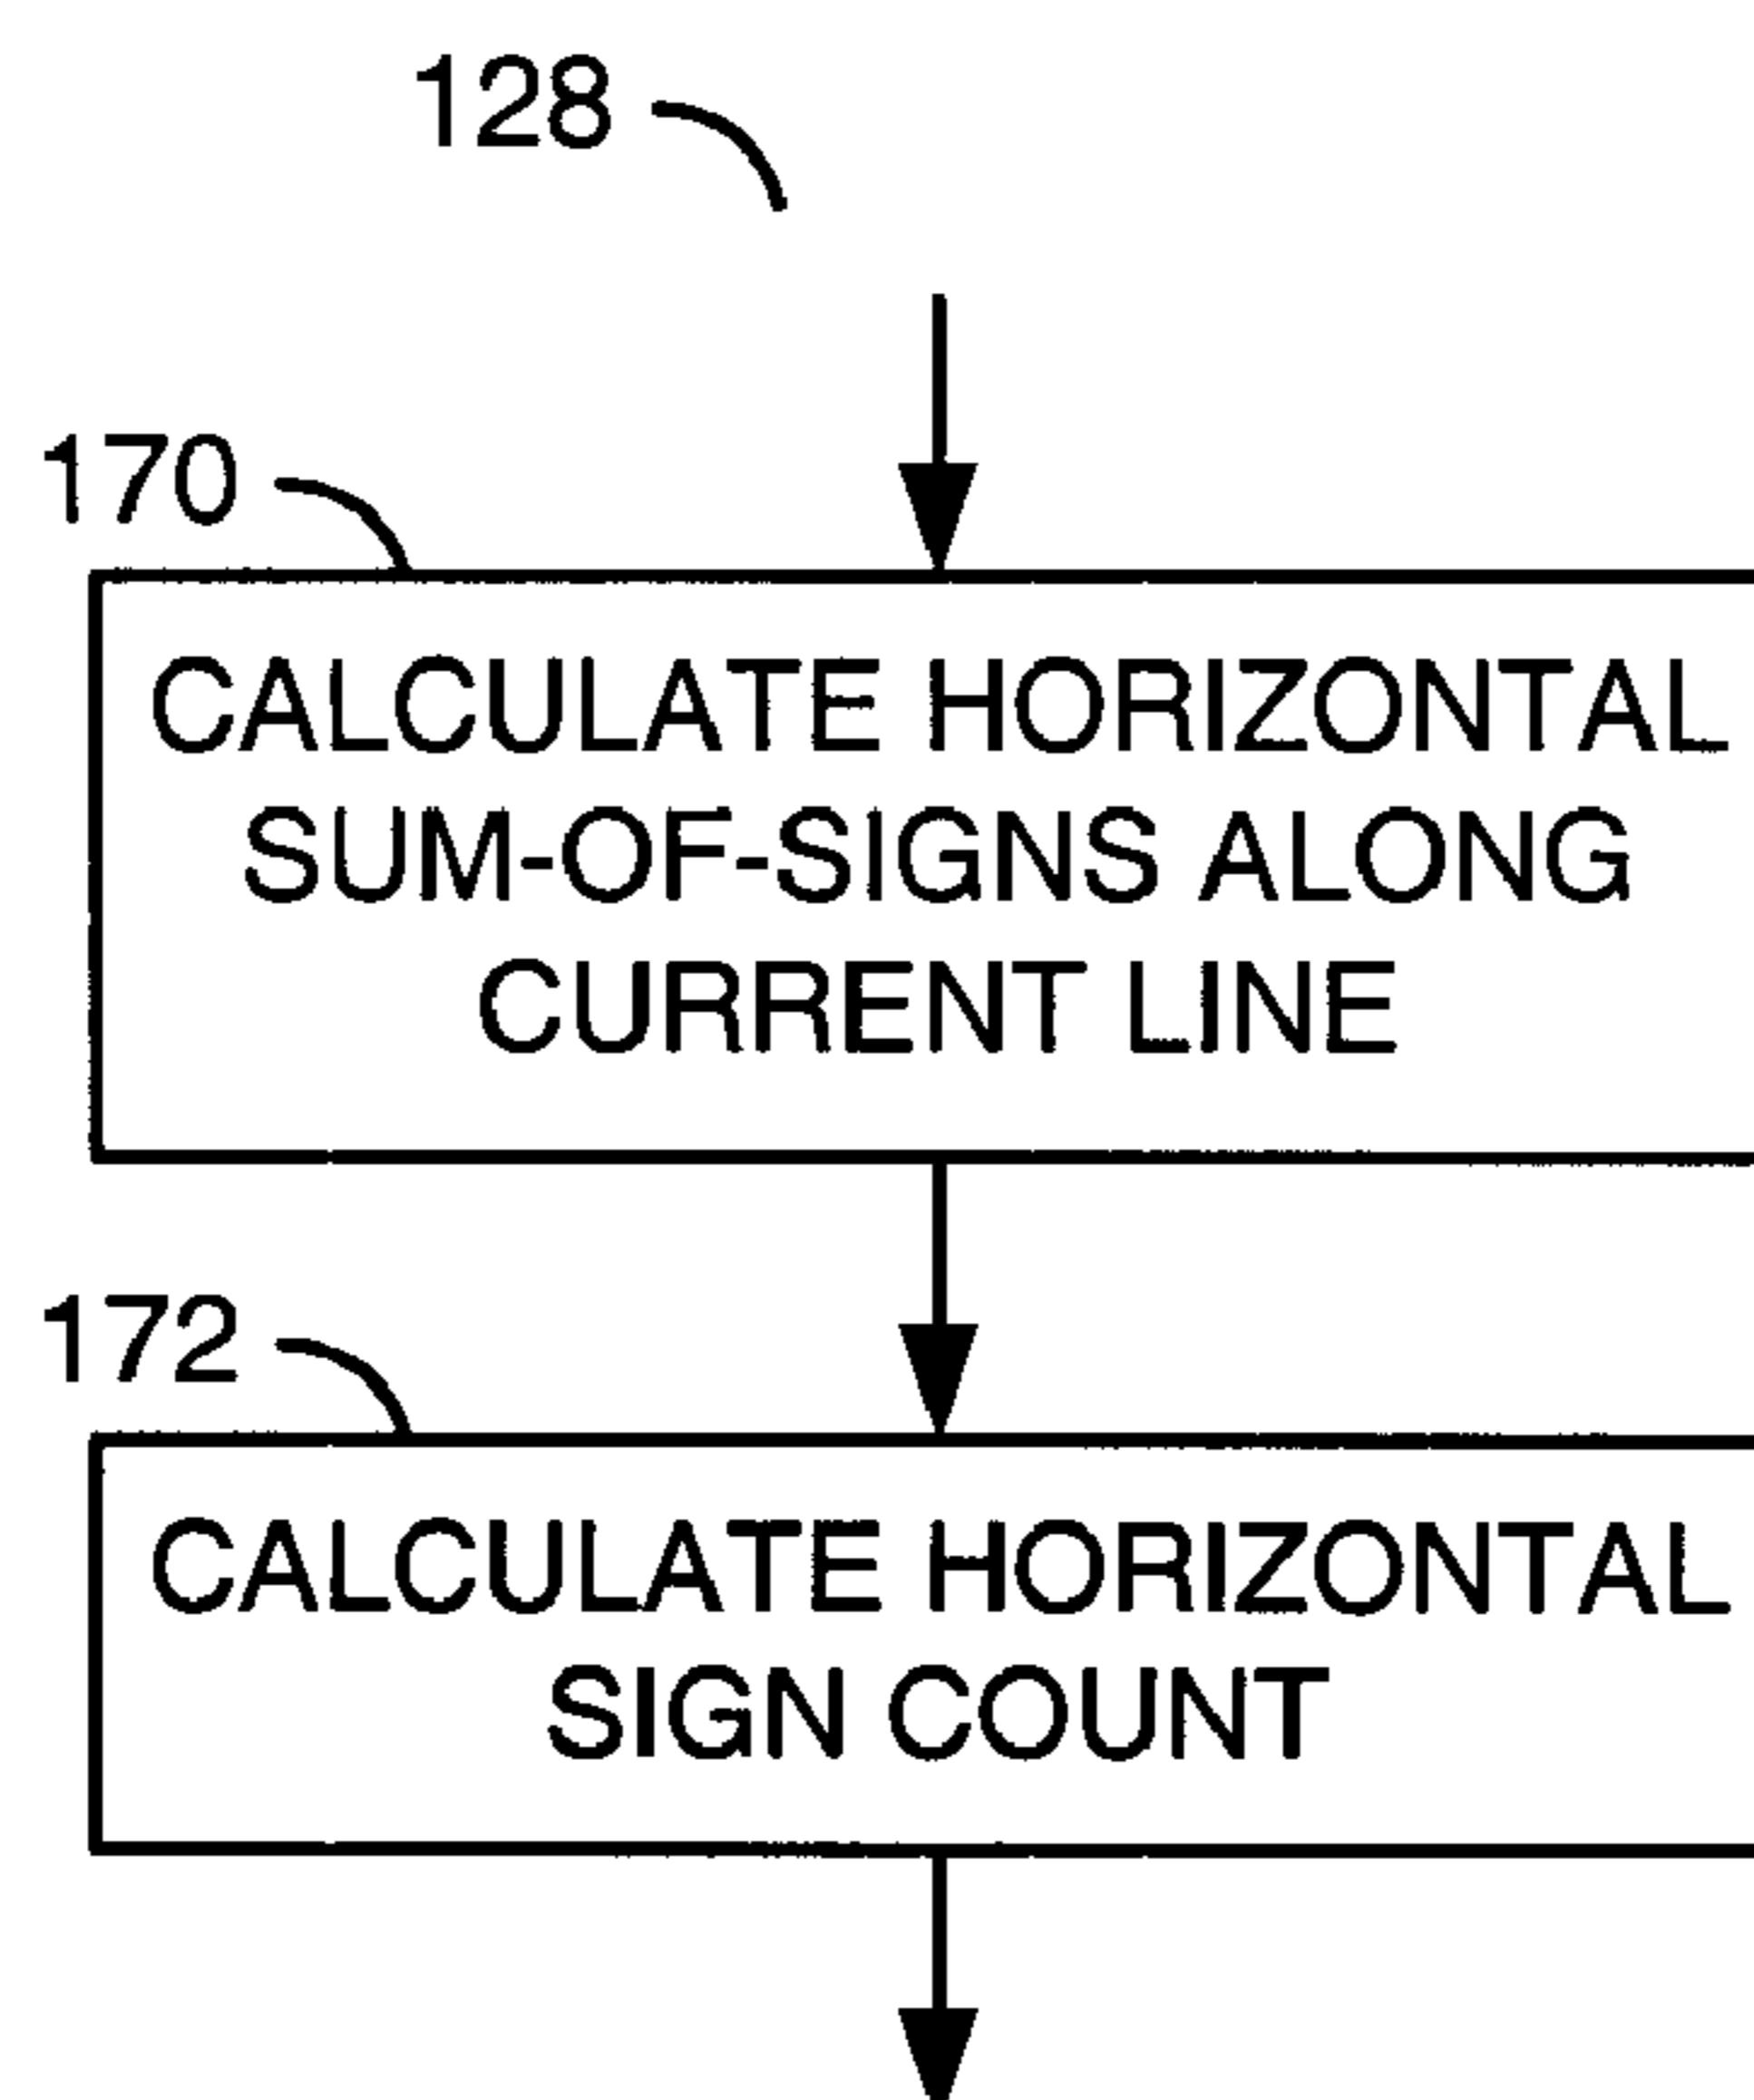 128
170
CALCULATE HORIZONTAL
SUM-OF-SIGNS ALONG
CURRENT LINE
172
CALCULATE HORIZONTAL
SIGN COUNT